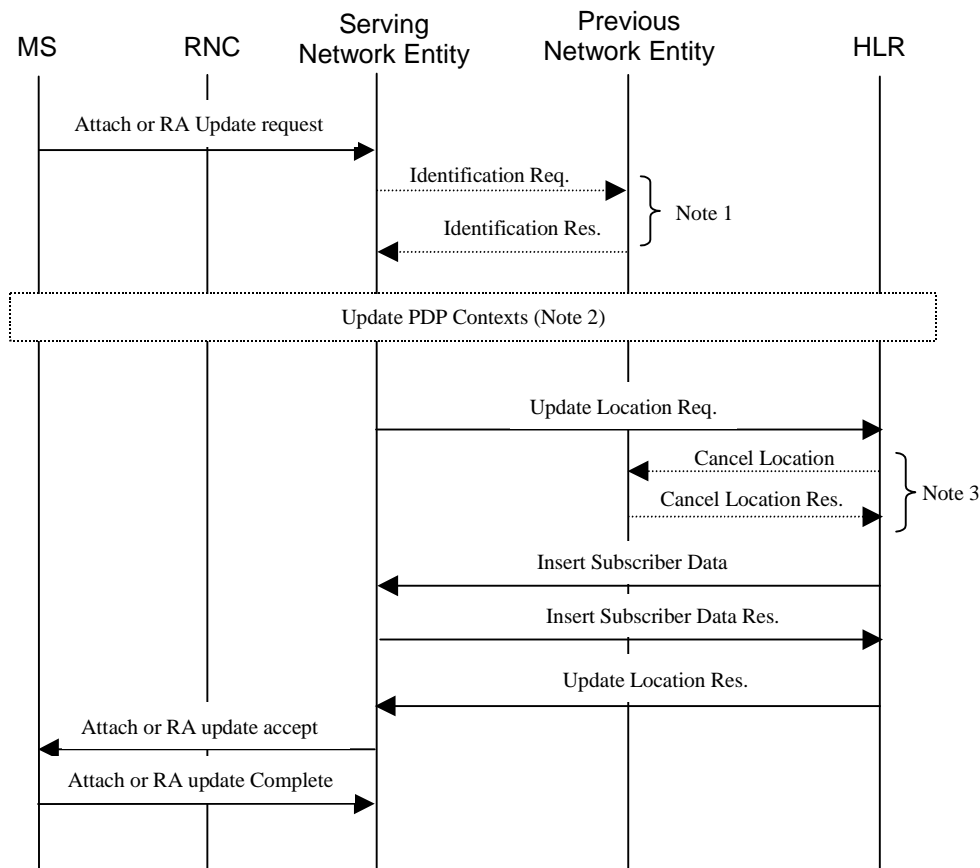 MS
RNC
Serving
Network Entity
Previous
Network Entity
HLR
Attach or RA Update request
Identification Req.
Note 1
Identification Res.
Update PDP Contexts (Note 2)
Update Location Req.
Cancel Location
Note 3
Cancel Location Res.
Insert Subscriber Data
Insert Subscriber Data Res.
Update Location Res.
Attach or RA update accept
Attach or RA update Complete